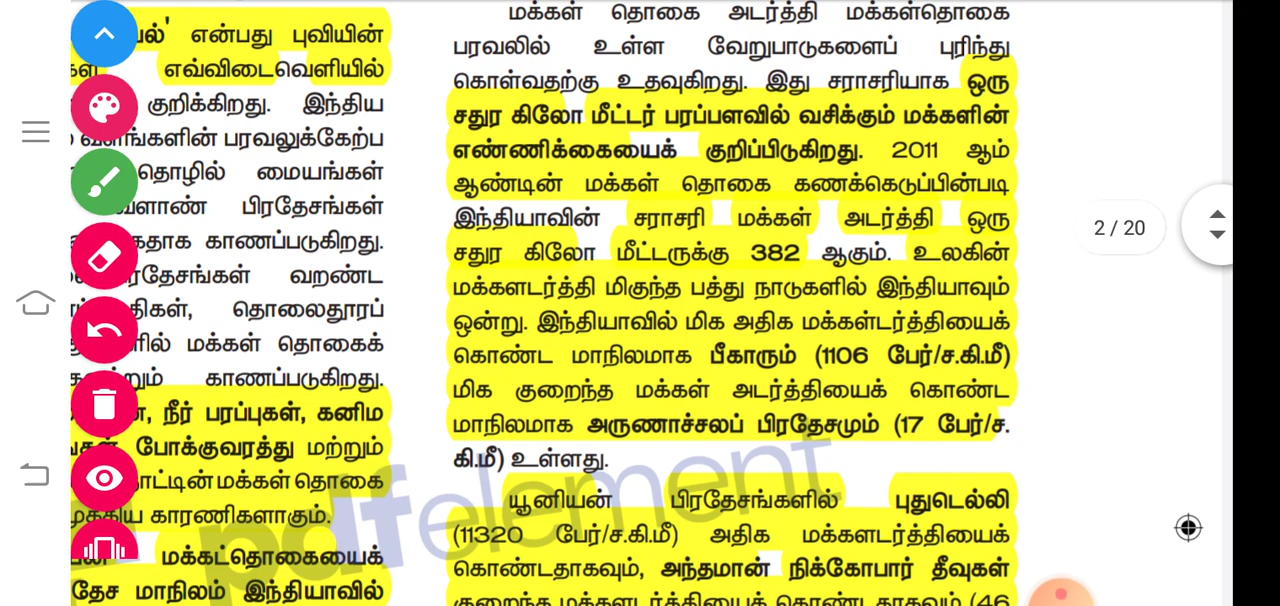 என்பது புவியின்
எவ்விடைவெளியில்
குறிக்கிறது. இந்திய
வளங்களின் பரவலுக்கேற்ப
தொழில் மையங்கள்
பிரதேசங்கள்
காணப்படுகிறது.
வறண்ட
தொலைதூரப்
மக்கள் தொகைக்
காணப்படுகிறது.
நீர் பரப்புகள், கனிம
போக்குவரத்து மற்றும்
மக்கள் தொகை
முக்கிய காரணிகளாகும்.
மக்கட்தொகையைக்
மாநிலம் இந்தியாவில்
மக்கள் தொகை அடர்த்தி மக்கள்தொகை
பரவலில் உள்ள வேறுபாடுகளைப் புரிந்து
கொள்வதற்கு உதவுகிறது. இது சராசரியாக ஒரு
சதுர கிலோ மீட்டர் பரப்பளவில் வசிக்கும் மக்களின்
எண்ணிக்கையைக் குறிப்பிடுகிறது. 2011 ஆம்
ஆண்டின் மக்கள் தொகை கணக்கெடுப்பின்படி
இந்தியாவின் சராசரி மக்கள் அடர்த்தி ஒரு
சதுர கிலோ மீட்டருக்கு 382 ஆகும். உலகின்
மக்களடர்த்தி மிகுந்த பத்து நாடுகளில் இந்தியாவும்
ஒன்று. இந்தியாவில் மிக அதிக மக்கள்டர்த்தியைக்
கொண்ட மாநிலமாக பீகாரும் (1106 பேர்/ச.கி.மீ)
மிக குறைந்த மக்கள் அடர்த்தியைக் கொண்ட
மாநிலமாக அருணாச்சலப் பிரதேசமும் (17 பேர்/ச.
கி.மீ) உள்ளது.
யூனியன் பிரதேசங்களில் புதுடெல்லி
(11320 பேர்/ச.கி.மீ) அதிக மக்களடர்த்தியைக்
கொண்டதாகவும், அந்தமான் நிக்கோபார் தீவுகள்
குறைந்த மக்களடர்த்தியைக் கொண்டதாகவும் (46
2 / 20
pdfelement